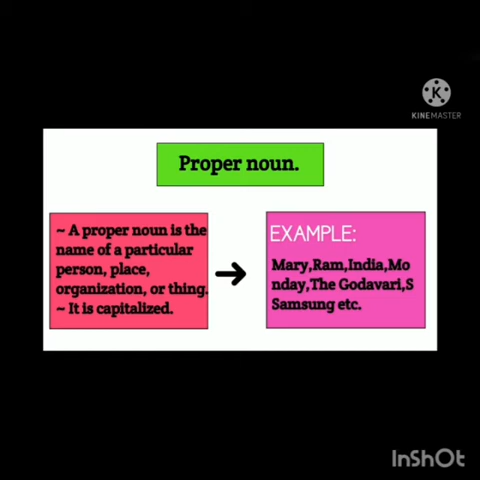 KINEMASTER
Proper noun.
~ A proper noun is the
name of a particular
person, place,
organization, or thing.
~ It is capitalized.
EXAMPLE:
Mary,Ram,India,Mo
nday,The Godavari,S
Samsung etc.
InShOt